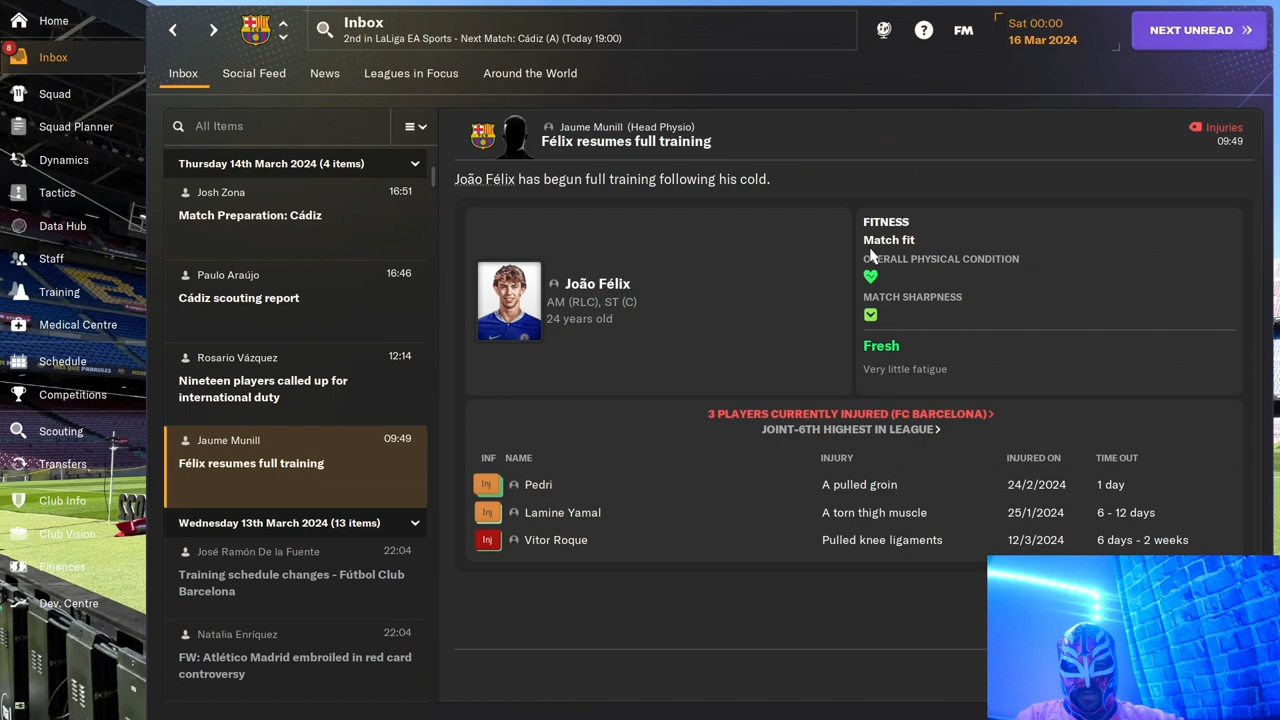 Home
8
Inbox
Squad
Squad Planner
Dynamics
Tactics
Data Hub
Staff
Training
Medical Centre
Schedule
Competitions
Scouting
Transfers
Club Info
Club Vision
Finances
Dev. Centre
Inbox
2nd in LaLiga EA Sports - Next Match: Cádiz (A) (Today 19:00)
?
FM
Sat 00:00
16 Mar 2024
NEXT UNREAD
Inbox
Social Feed
News
Leagues in Focus
Around the World
All Items
Thursday 14th March 2024 (4 items)
Josh Zona 16:51
Match Preparation: Cádiz
Paulo Araújo 16:46
Cádiz scouting report
Rosario Vázquez 12:14
Nineteen players called up for
international duty
Jaume Munill 09:49
Félix resumes full training
Wednesday 13th March 2024 (13 items)
José Ramón De la Fuente 22:04
Training schedule changes - Fútbol Club
Barcelona
Natalia Enríquez 22:04
FW: Atlético Madrid embroiled in red card
controversy
Jaume Munill (Head Physio)
Félix resumes full training
Injuries
09:49
João Félix has begun full training following his cold.
João Félix
AM (RLC), ST (C)
24 years old
FITNESS
Match fit
OVERALL PHYSICAL CONDITION
MATCH SHARPNESS
Fresh
Very little fatigue
3 PLAYERS CURRENTLY INJURED (FC BARCELONA) >
JOINT-6TH HIGHEST IN LEAGUE >
INF NAME INJURY INJURED ON TIME OUT
Inj Pedri A pulled groin 24/2/2024 1 day
Inj Lamine Yamal A torn thigh muscle 25/1/2024 6 - 12 days
Inj Vitor Roque Pulled knee ligaments 12/3/2024 6 days - 2 weeks